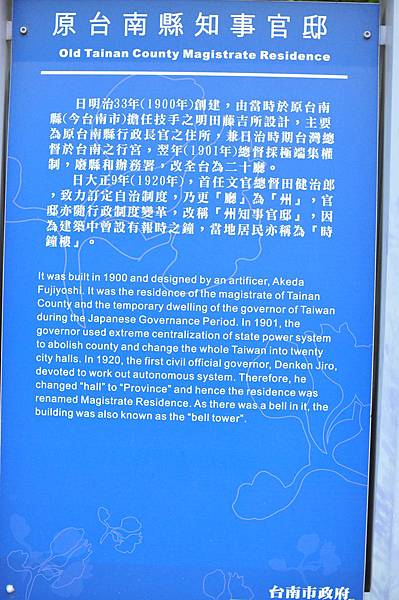 原台南縣知事官邸
Old Tainan County Magistrate Residence
日明治33年(1900年)創建，由當時於原台南
縣(今台南市)擔任技手之明田藤吉所設計，主要
為原台南縣行政長官之住所，兼日治時期台灣總
督於台南之行宮，翌年(1901年)總督採極端集權
制，廢縣和辦務署，改全台為二十廳。
日大正9年(1920年)，首任文官總督田健治郎
，致力訂定自治制度，乃更『廳』為『州』，官
邸亦隨行政制度變革，改稱『州知事官邸』，因
為建築中曾設有報時之鐘，當地居民亦稱為『時
鐘樓』。
It was built in 1900 and designed by an artificer, Akeda
Fujiyoshi. It was the residence of the magistrate of Tainan
County and the temporary dwelling of the governor of Taiwan
during the Japanese Governance Period. In 1901, the
governor used extreme centralization of state power system
to abolish county and change the whole Taiwan into twenty
city halls. In 1920, the first civil official governor, Denken Jiro,
devoted to work out autonomous system. Therefore, he
changed "hall" to "Province" and hence the residence was
renamed Magistrate Residence. As there was a bell in it, the
building was also known as the "bell tower".
台南市政府